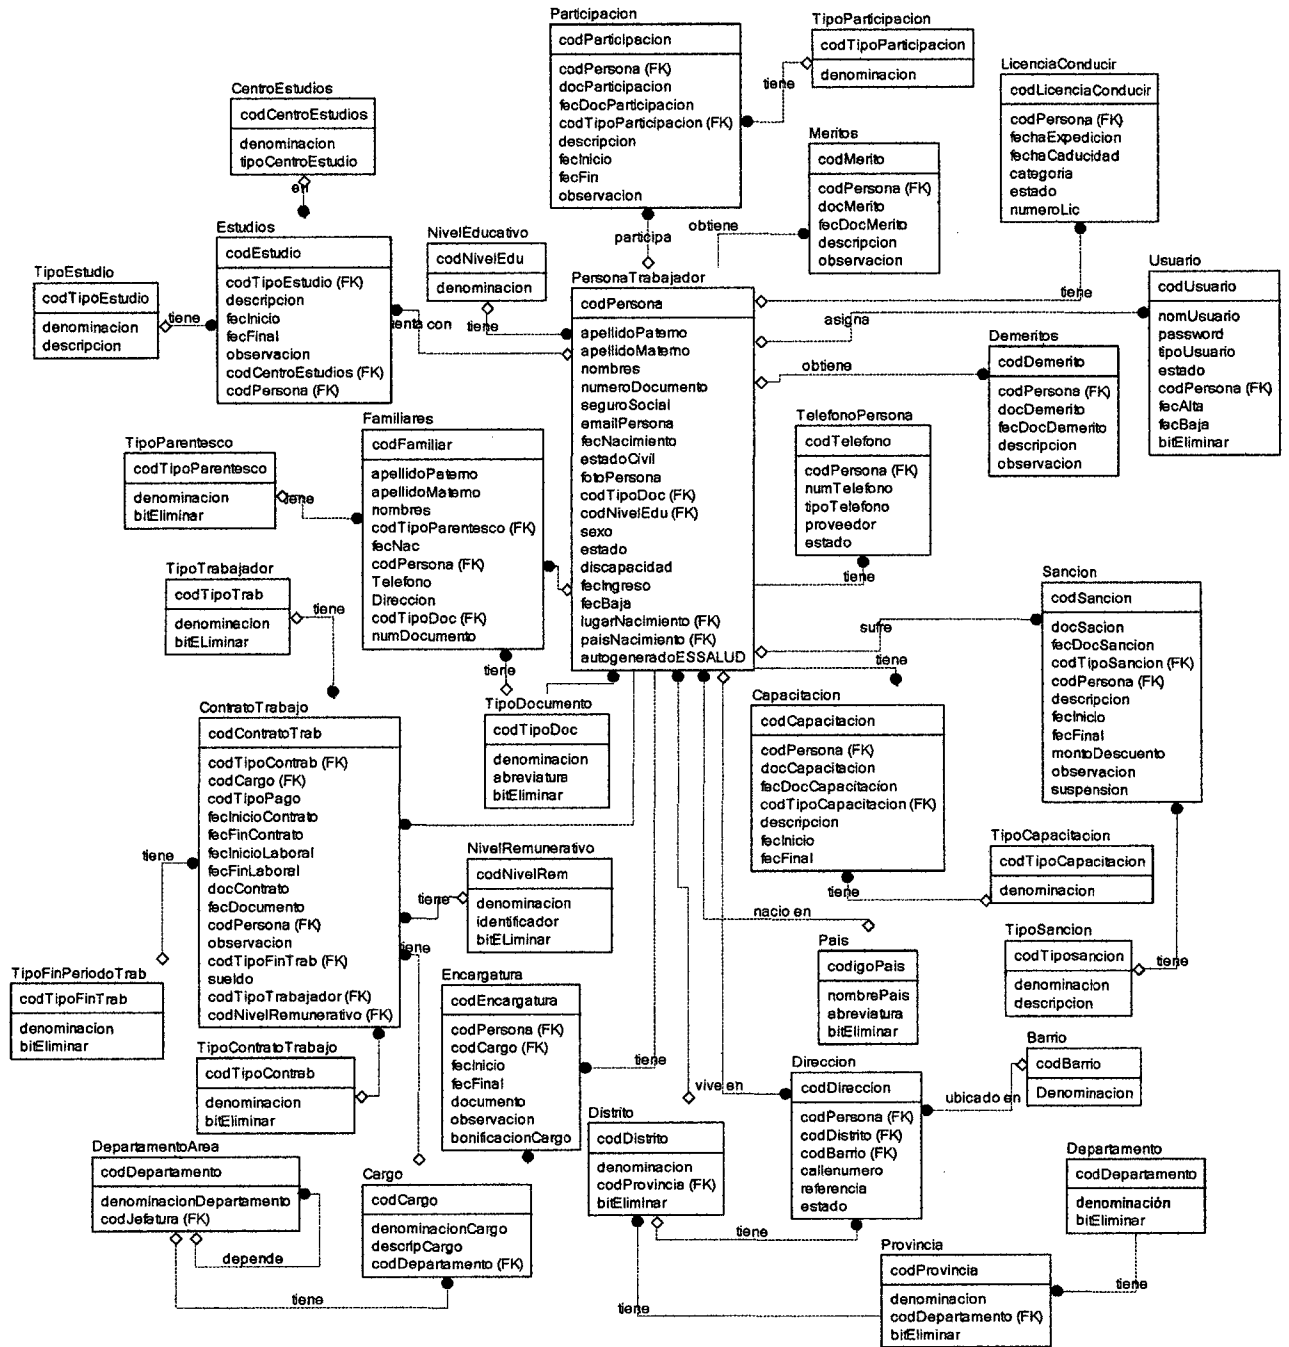 Participacion
codParticipacion
codPersona (FK)
docParticipacion
fecDocParticipacion
codTipoParticipacion (FK)
descripcion
fecInicio
fecFin
observacion
TipoParticipacion
codTipoParticipacion
denominacion
tiene
LicenciaConducir
codLicenciaConducir
codPersona (FK)
fechaExpedicion
fechaCaducidad
categoria
estado
numeroLic
CentroEstudios
codCentroEstudios
denominacion
tipoCentroEstudio
en
Meritos
codMerito
codPersona (FK)
docMerito
fecDocMerito
descripcion
observacion
obtiene
participa
Estudios
codEstudio
codTipoEstudio (FK)
descripcion
fecInicio
fecFinal
observacion
codCentroEstudios (FK)
codPersona (FK)
NivelEducativo
codNivelEdu
denominacion
tiene
TipoEstudio
codTipoEstudio
denominacion
descripcion
tiene
ienta con
PersonaTrabajador
codPersona
apellidoPaterno
apellidoMaterno
nombres
numeroDocumento
seguroSocial
emailPersona
fecNacimiento
estadoCivil
fotoPersona
codTipoDoc (FK)
codNivelEdu (FK)
sexo
estado
discapacidad
fecIngreso
fecBaja
lugarNacimiento (FK)
paisNacimiento (FK)
autogeneradoESSALUD
tiene
asigna
obtiene
Usuario
codUsuario
nomUsuario
password
tipoUsuario
estado
codPersona (FK)
fecAlta
fecBaja
bitEliminar
Demeritos
codDemerito
codPersona (FK)
docDemerito
fecDocDemerito
descripcion
observacion
TelefonoPersona
codTelefono
codPersona (FK)
numTelefono
tipoTelefono
proveedor
estado
tiene
Familiares
codFamiliar
apellidoPaterno
apellidoMaterno
nombres
codTipoParentesco (FK)
fecNac
codPersona (FK)
Telefono
Direccion
codTipoDoc (FK)
numDocumento
tiene
TipoParentesco
codTipoParentesco
denominacion
bitEliminar
tiene
TipoTrabajador
codTipoTrab
denominacion
bitELiminar
tiene
Sancion
codSancion
docSacion
fecDocSancion
codTipoSancion (FK)
codPersona (FK)
descripcion
fecInicio
fecFinal
montoDescuento
observacion
suspension
sufre
tiene
TipoDocumento
codTipoDoc
denominacion
abreviatura
bitEliminar
Capacitacion
codCapacitacion
codPersona (FK)
docCapacitacion
fecDocCapacitacion
codTipoCapacitacion (FK)
descripcion
fecInicio
fecFinal
tiene
TipoCapacitacion
codTipoCapacitacion
denominacion
ContratoTrabajo
codContratoTrab
codTipoContrab (FK)
codCargo (FK)
codTipoPago
fecInicioContrato
fecFinContrato
fecInicioLaboral
fecFinLaboral
docContrato
fecDocumento
codPersona (FK)
observacion
codTipoFinTrab (FK)
sueldo
codTipoTrabajador (FK)
codNivelRemunerativo (FK)
tiene
NivelRemunerativo
codNivelRem
denominacion
identificador
bitELiminar
tiene
tiene
nacio en
Pais
codigoPais
nombrePais
abreviatura
bitEliminar
TipoSancion
codTiposancion
denominacion
descripcion
tiene
TipoFinPeriodoTrab
codTipoFinTrab
denominacion
bitEliminar
Encargatura
codEncargatura
codPersona (FK)
codCargo (FK)
fecInicio
fecFinal
documento
observacion
bonificacionCargo
tiene
TipoContratoTrabajo
codTipoContrab
denominacion
bitEliminar
vive en
Direccion
codDireccion
codPersona (FK)
codDistrito (FK)
codBarrio (FK)
callenumero
referencia
estado
ubicado en
Barrio
codBarrio
Denominacion
Distrito
codDistrito
denominacion
codProvincia (FK)
bitEliminar
tiene
DepartamentoArea
codDepartamento
denominacionDepartamento
codJefatura (FK)
depende
tiene
Cargo
codCargo
denominacionCargo
descripCargo
codDepartamento (FK)
Departamento
codDepartamento
denominación
bitEliminar
tiene
Provincia
codProvincia
denominacion
codDepartamento (FK)
bitEliminar
tiene